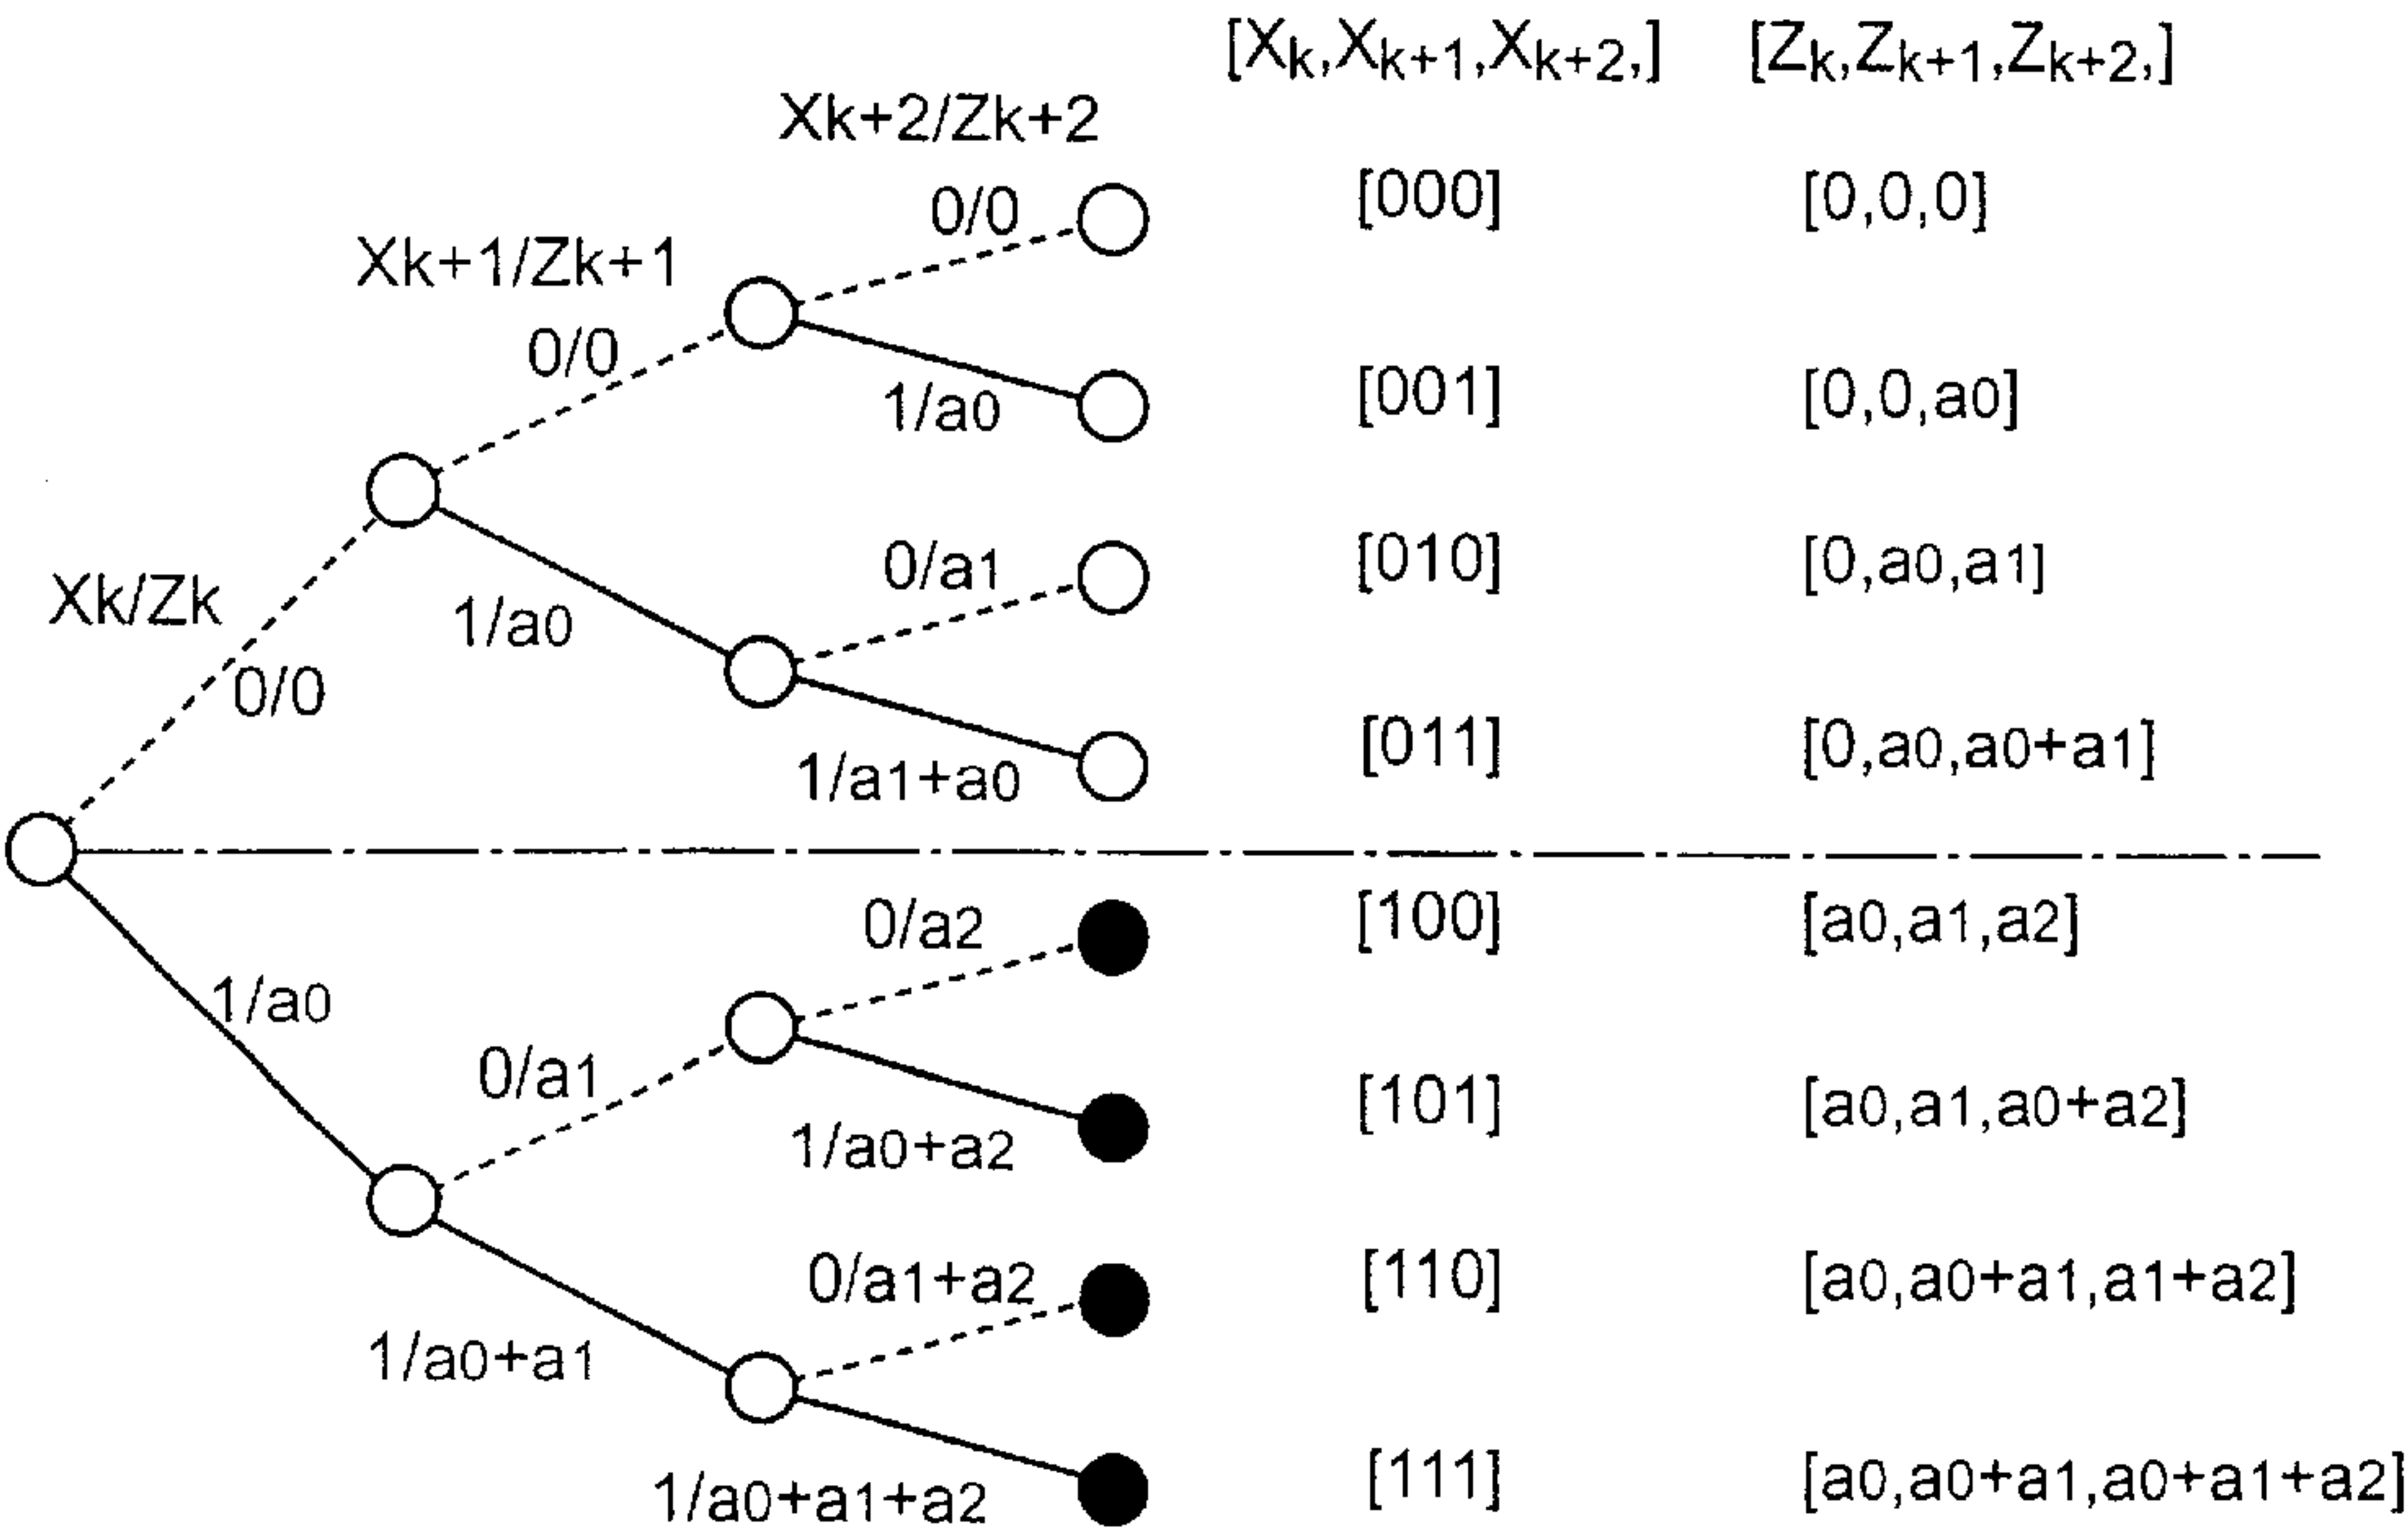 [Xk,Xk+1,Xk+2,] [Zk,Zk+1,Zk+2,]
Xk+2/Zk+2
0/0 [000] [0,0,0]
Xk+1/Zk+1
0/0
1/a0 [001] [0,0,a0]
0/a1 [010] [0,a0,a1]
Xk/Zk
1/a0
0/0
1/a1+a0 [011] [0,a0,a0+a1]
0/a2 [100] [a0,a1,a2]
1/a0
0/a1
1/a0+a2 [101] [a0,a1,a0+a2]
0/a1+a2 [110] [a0,a0+a1,a1+a2]
1/a0+a1
1/a0+a1+a2 [111] [a0,a0+a1,a0+a1+a2]